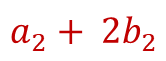 a₂ + 2b₂